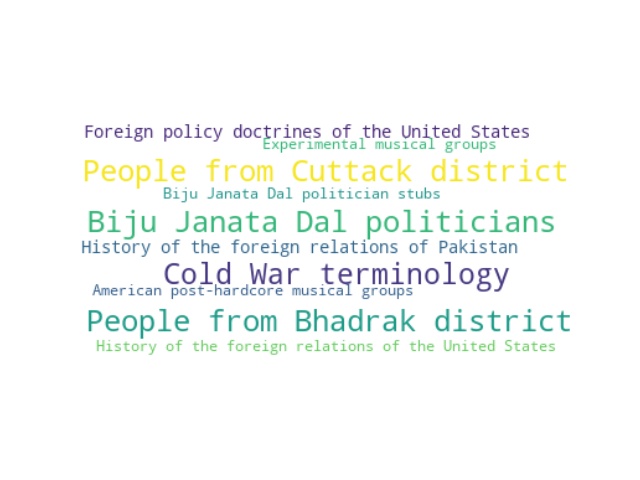 Foreign policy doctrines of the United States
Experimental musical groups
People from Cuttack district
Biju Janata Dal politician stubs
Biju Janata Dal politicians
History of the foreign relations of Pakistan
Cold War terminology
American post-hardcore musical groups
People from Bhadrak district
History of the foreign relations of the United States